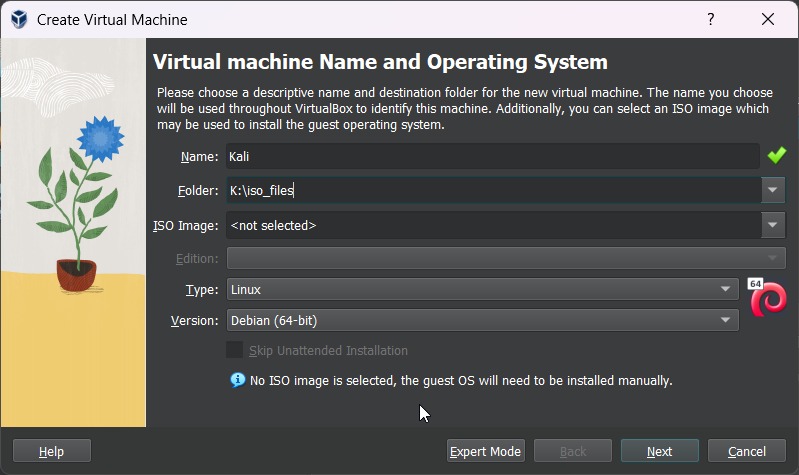 Create Virtual Machine
?
Virtual machine Name and Operating System
Please choose a descriptive name and destination folder for the new virtual machine. The name you choose
will be used throughout VirtualBox to identify this machine. Additionally, you can select an ISO image which
may be used to install the guest operating system.
Name: Kali
Folder: K:\iso_files
ISO Image: <not selected>
Edition:
Type: Linux
64
Version: Debian (64-bit)
Skip Unattended Installation
No ISO image is selected, the guest OS will need to be installed manually.
Help Expert Mode Back Next Cancel